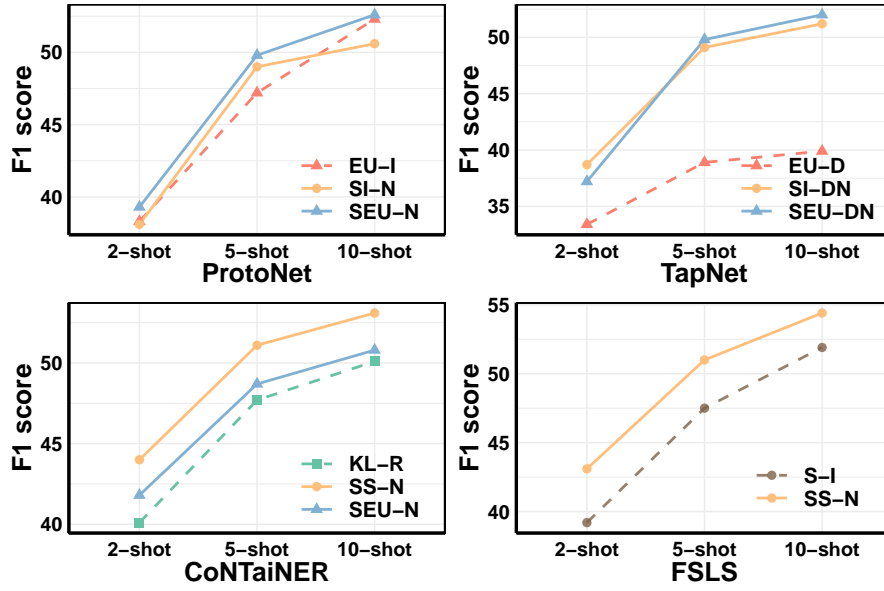 F1 score
50
45
40
EU–I
SI–N
SEU–N
2–shot 5–shot 10–shot
ProtoNet
F1 score
50
45
40
35
EU–D
SI–DN
SEU–DN
2–shot 5–shot 10–shot
TapNet
F1 score
50
45
40
KL–R
SS–N
SEU–N
2–shot 5–shot 10–shot
CoNTaiNER
F1 score
55
50
45
40
S–I
SS–N
2–shot 5–shot 10–shot
FSLS